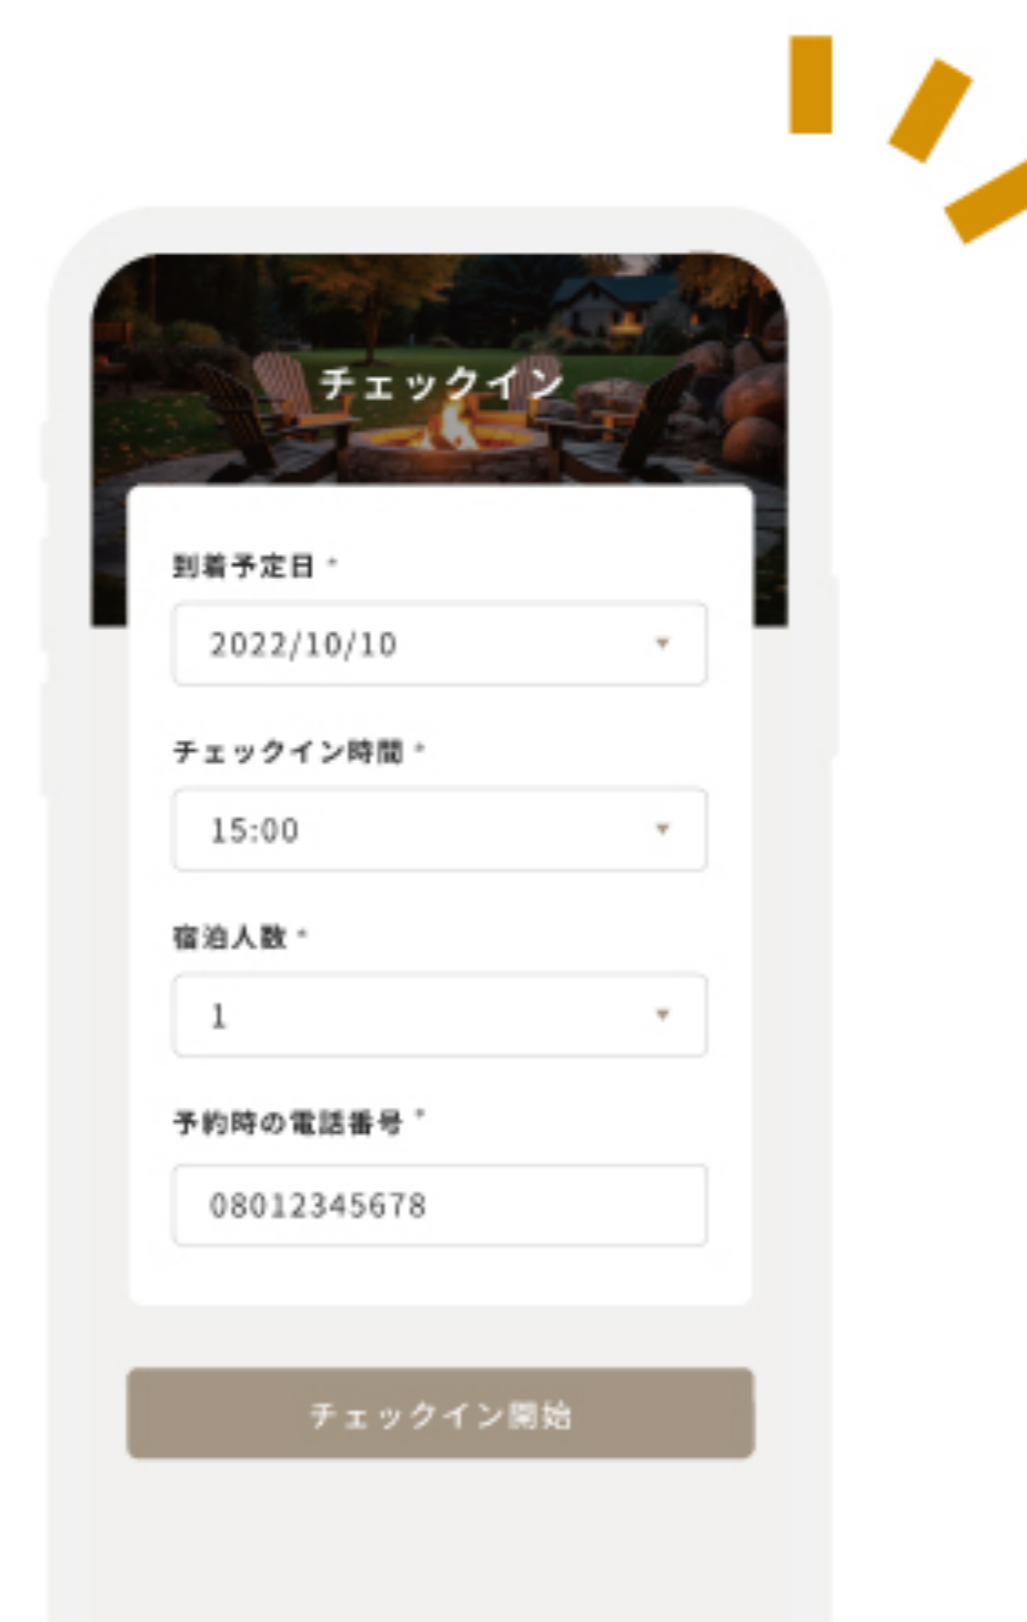 チェックイン
到着予定日 *
2022/10/10
チェックイン時間 *
15:00
宿泊人数 *
1
予約時の電話番号 *
08012345678
チェックイン開始